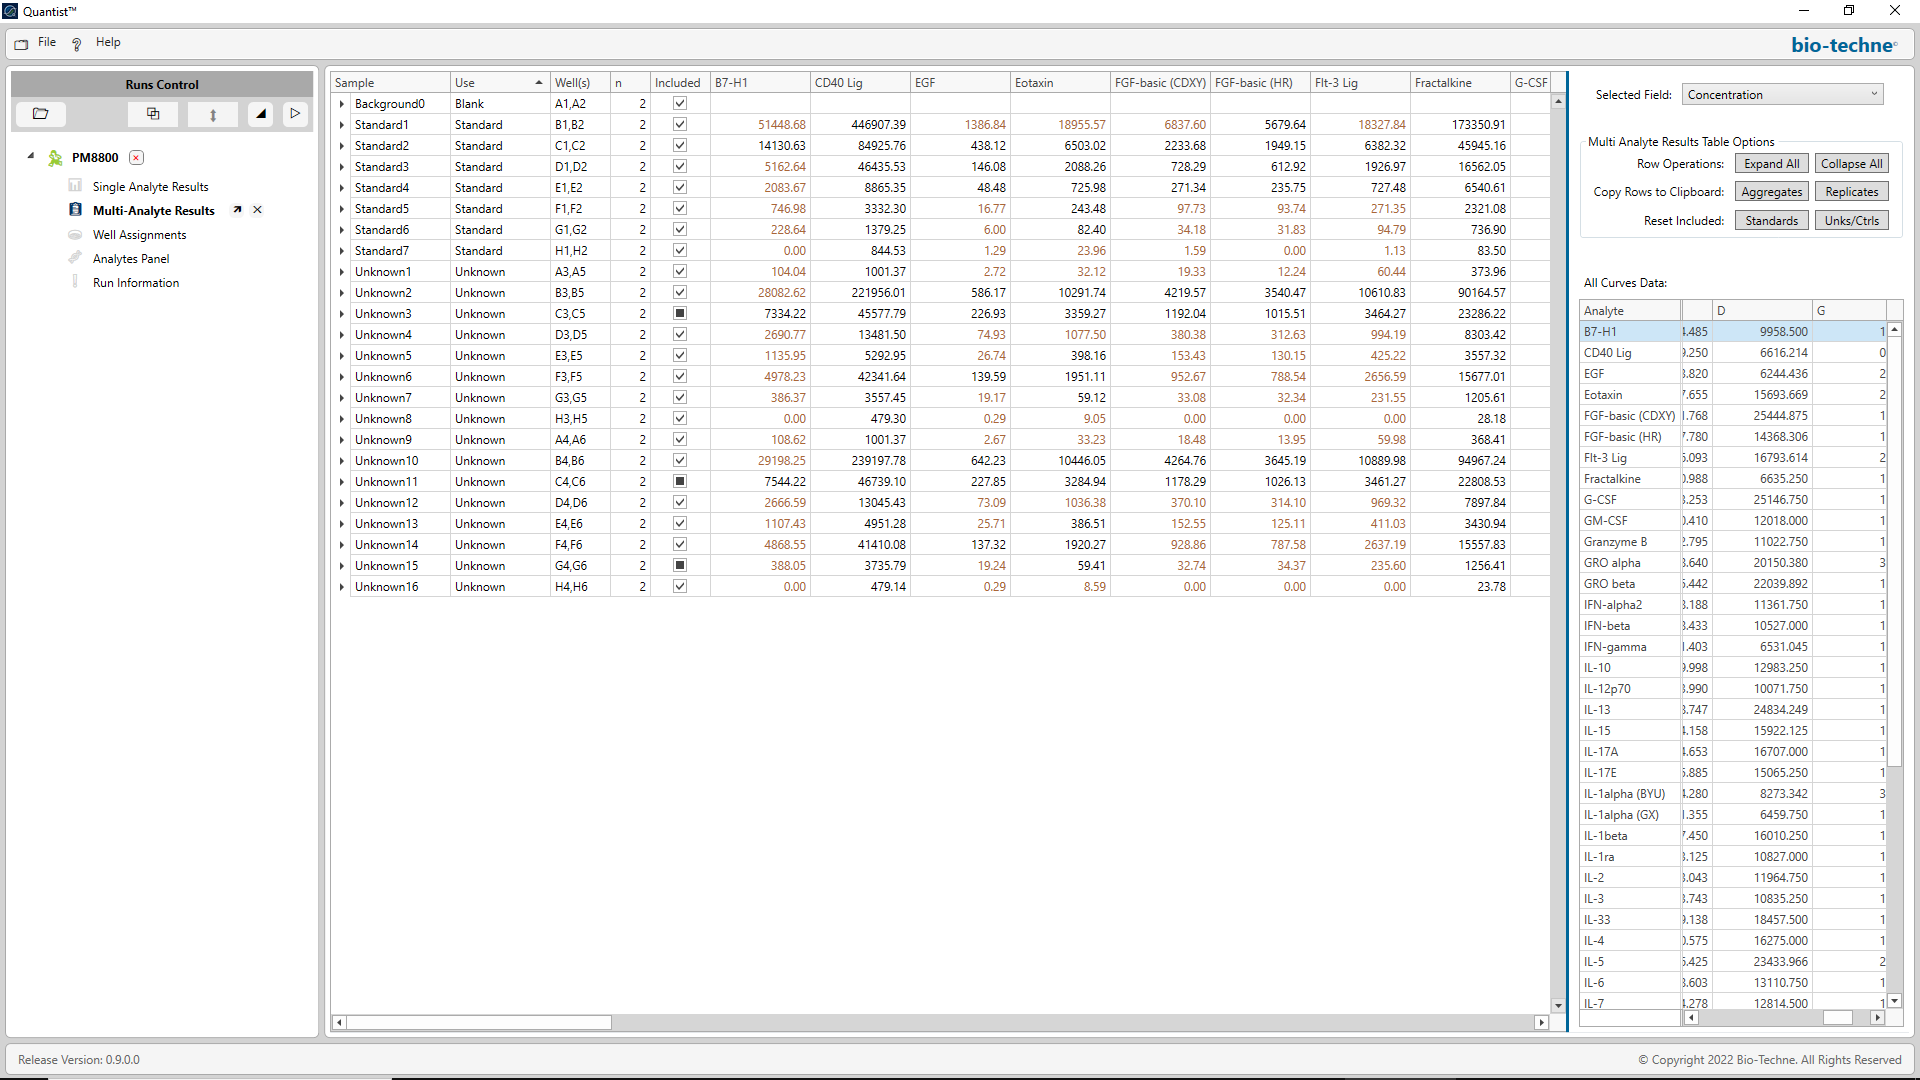 Quantist™
File Help bio-techne®
Runs Control
PM8800
Single Analyte Results
Multi-Analyte Results
Well Assignments
Analytes Panel
Run Information
Sample Use Well(s) n Included B7-H1 CD40 Lig EGF Eotaxin FGF-basic (CDXY) FGF-basic (HR) Flt-3 Lig Fractalkine G-CSF
Background0 Blank A1,A2 2
Standard1 Standard B1,B2 2 51448.68 446907.39 1386.84 18955.57 6837.60 5679.64 18327.84 173350.91
Standard2 Standard C1,C2 2 14130.63 84925.76 438.12 6503.02 2233.68 1949.15 6382.32 45945.16
Standard3 Standard D1,D2 2 5162.64 46435.53 146.08 2088.26 728.29 612.92 1926.97 16562.05
Standard4 Standard E1,E2 2 2083.67 8865.35 48.48 725.98 271.34 235.75 727.48 6540.61
Standard5 Standard F1,F2 2 746.98 3332.30 16.77 243.48 97.73 93.74 271.35 2321.08
Standard6 Standard G1,G2 2 228.64 1379.25 6.00 82.40 34.18 31.83 94.79 736.90
Standard7 Standard H1,H2 2 0.00 844.53 1.29 23.96 1.59 0.00 1.13 83.50
Unknown1 Unknown A3,A5 2 104.04 1001.37 2.72 32.12 19.33 12.24 60.44 373.96
Unknown2 Unknown B3,B5 2 28082.62 221956.01 586.17 10291.74 4219.57 3540.47 10610.83 90164.57
Unknown3 Unknown C3,C5 2 7334.22 45577.79 226.93 3359.27 1192.04 1015.51 3464.27 23286.22
Unknown4 Unknown D3,D5 2 2690.77 13481.50 74.93 1077.50 380.38 312.63 994.19 8303.42
Unknown5 Unknown E3,E5 2 1135.95 5292.95 26.74 398.16 153.43 130.15 425.22 3557.32
Unknown6 Unknown F3,F5 2 4978.23 42341.64 139.59 1951.11 952.67 788.54 2656.59 15677.01
Unknown7 Unknown G3,G5 2 386.37 3557.45 19.17 59.12 33.08 32.34 231.55 1205.61
Unknown8 Unknown H3,H5 2 0.00 479.30 0.29 9.05 0.00 0.00 0.00 28.18
Unknown9 Unknown A4,A6 2 108.62 1001.37 2.67 33.23 18.48 13.95 59.98 368.41
Unknown10 Unknown B4,B6 2 29198.25 239197.78 642.23 10446.05 4264.76 3645.19 10889.98 94967.24
Unknown11 Unknown C4,C6 2 7544.22 46739.10 227.85 3284.94 1178.29 1026.13 3461.27 22808.53
Unknown12 Unknown D4,D6 2 2666.59 13045.43 73.09 1036.38 370.10 314.10 969.32 7897.84
Unknown13 Unknown E4,E6 2 1107.43 4951.28 25.71 386.51 152.55 125.11 411.03 3430.94
Unknown14 Unknown F4,F6 2 4868.55 41410.08 137.32 1920.27 928.86 787.58 2637.19 15557.83
Unknown15 Unknown G4,G6 2 388.05 3735.79 19.24 59.41 32.74 34.37 235.60 1256.41
Unknown16 Unknown H4,H6 2 0.00 479.14 0.29 8.59 0.00 0.00 0.00 23.78
Selected Field: Concentration
Multi Analyte Results Table Options
Row Operations: Expand All Collapse All
Copy Rows to Clipboard: Aggregates Replicates
Reset Included: Standards Unks/Ctrls
All Curves Data:
Analyte D G
B7-H1 4.485 9958.500 1
CD40 Lig 9.250 6616.214 0
EGF 3.820 6244.436 2
Eotaxin 7.655 15693.669 2
FGF-basic (CDXY) 1.768 25444.875 1
FGF-basic (HR) 7.780 14368.306 1
Flt-3 Lig 5.093 16793.614 2
Fractalkine 0.988 6635.250 1
G-CSF 3.253 25146.750 1
GM-CSF 0.410 12018.000 1
Granzyme B 2.795 11022.750 1
GRO alpha 3.640 20150.380 3
GRO beta 5.442 22039.892 1
IFN-alpha2 3.188 11361.750 1
IFN-beta 3.433 10527.000 1
IFN-gamma 1.403 6531.045 1
IL-10 9.998 12983.250 1
IL-12p70 3.990 10071.750 1
IL-13 3.747 24834.249 1
IL-15 4.158 15922.125 1
IL-17A 4.653 16707.000 1
IL-17E 5.885 15065.250 1
IL-1alpha (BYU) 4.280 8273.342 3
IL-1alpha (GX) 1.355 6459.750 1
IL-1beta 7.450 16010.250 1
IL-1ra 3.125 10827.000 1
IL-2 3.043 11964.750 1
IL-3 3.743 10835.250 1
IL-33 9.138 18457.500 1
IL-4 0.575 16275.000 1
IL-5 5.425 23433.966 2
IL-6 3.603 13110.750 1
IL-7 4.278 12814.500 1
Release Version: 0.9.0.0 © Copyright 2022 Bio-Techne. All Rights Reserved